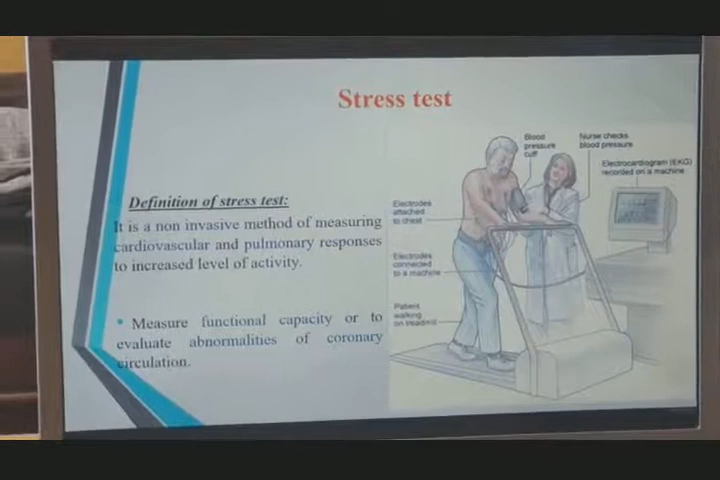 Stress test
Definition of stress test:
It is a non invasive method of measuring
cardiovascular and pulmonary responses
to increased level of activity.
• Measure functional capacity or to
evaluate abnormalities of coronary
circulation.
Blood
pressure
cuff
Nurse checks
blood pressure
Electrocardiogram (EKG)
recorded on a machine
Electrodes
attached
to chest
Electrodes
connected
to a machine
Patient
walking
on treadmill